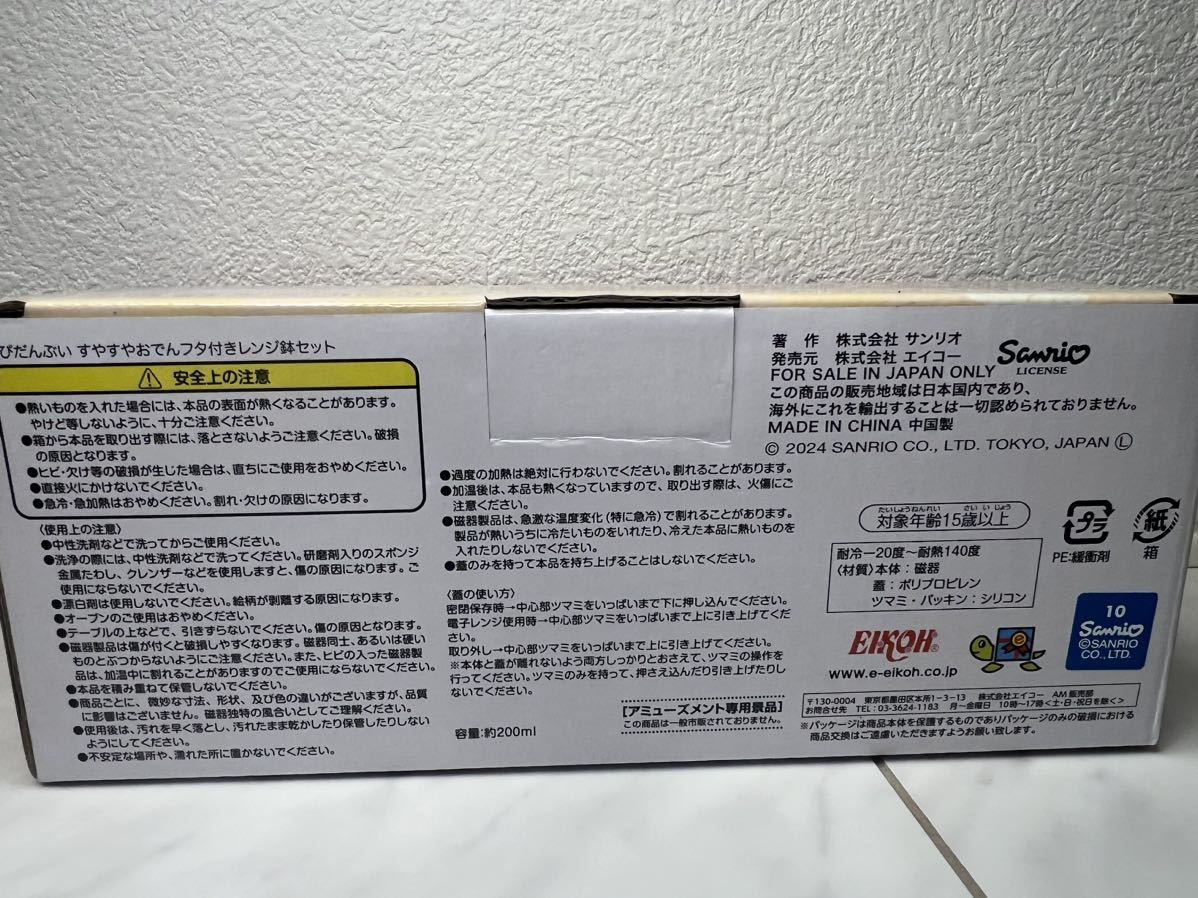 びだんぶい すやすやおでんフタ付きレンジ鉢セット
安全上の注意
●熱いものを入れた場合には、本品の表面が熱くなることがあります。
やけど等しないように、十分ご注意ください。
●箱から本品を取り出す際には、落とさないようご注意ください。破損
の原因となります。
●ヒビ・欠け等の破損が生じた場合は、直ちにご使用をおやめください。
●直接火にかけないでください。
●急冷・急加熱はおやめください。割れ・欠けの原因になります。
〈使用上の注意〉
●中性洗剤などで洗ってからご使用ください。
●洗浄の際には、中性洗剤などで洗ってください。研磨剤入りのスポンジ
金属たわし、クレンザーなどを使用しますと、傷の原因になります。ご
使用にならないでください。
●漂白剤は使用しないでください。絵柄が剥離する原因になります。
●オーブンのご使用はおやめください。
●テーブルの上などで、引きずらないでください。傷の原因となります。
●磁器製品は傷が付くと破損しやすくなります。磁器同士、あるいは硬い
ものとぶつからないようにご注意ください。また、ヒビの入った磁器製
品は、加温中に割れることがありますのでご使用にならないでください。
●本品を積み重ねて保管しないでください。
●商品ごとに、微妙な寸法、形状、及び色の違いがございますが、品質
に影響はございません。磁器独特の風合いとしてご理解ください。
●使用後は、汚れを早く落とし、汚れたまま乾かしたり保管したりしない
ようにしてください。
●不安定な場所や、濡れた所に置かないでください。
●過度の加熱は絶対に行わないでください。割れることがあります。
●加温後は、本品も熱くなっていますので、取り出す際は、火傷にご
注意ください。
●磁器製品は、急激な温度変化(特に急冷)で割れることがあります。
製品が熱いうちに冷たいものをいれたり、冷えた本品に熱いものを
入れたりしないでください。
●蓋のみを持って本品を持ち上げることはしないでください。
〈蓋の使い方〉
密閉保存時→中心部ツマミをいっぱいまで下に押し込んでください。
電子レンジ使用時→中心部ツマミをいっぱいまで上に引き上げてくだ
さい。
取り外し→中心部ツマミをいっぱいまで上に引き上げてください。
※本体と蓋が離れないよう両方しっかりとおさえて、ツマミの操作を
行ってください。ツマミのみを持って、押さえ込んだり引き上げたりし
ないでください。
容量:約200ml
[アミューズメント専用景品]
この商品は一般市販されておりません。
著 作 株式会社 サンリオ
発売元 株式会社 エイコー
Sanrio
LICENSE
FOR SALE IN JAPAN ONLY
この商品の販売地域は日本国内であり、
海外にこれを輸出することは一切認められておりません。
MADE IN CHINA 中国製
© 2024 SANRIO CO., LTD. TOKYO, JAPAN Ⓛ
たいしょうねんれい さい いじょう
対象年齢15歳以上
プラ
PE:緩衝剤
紙
箱
耐冷−20度〜耐熱140度
〈材質〉本体:磁器
蓋:ポリプロピレン
ツマミ・パッキン:シリコン
EIKOH®
www.e-eikoh.co.jp
10
Sanrio
©SANRIO
CO., LTD.
〒130-0004 東京都墨田区本所1-3-13 株式会社エイコー AM販売部
お問合せ先 TEL:03-3624-1183 月〜金曜日 10時〜17時<土・日・祝日を除く>
※パッケージは商品本体を保護するものでありパッケージのみの破損における
商品交換はご遠慮いただきますようお願い致します。